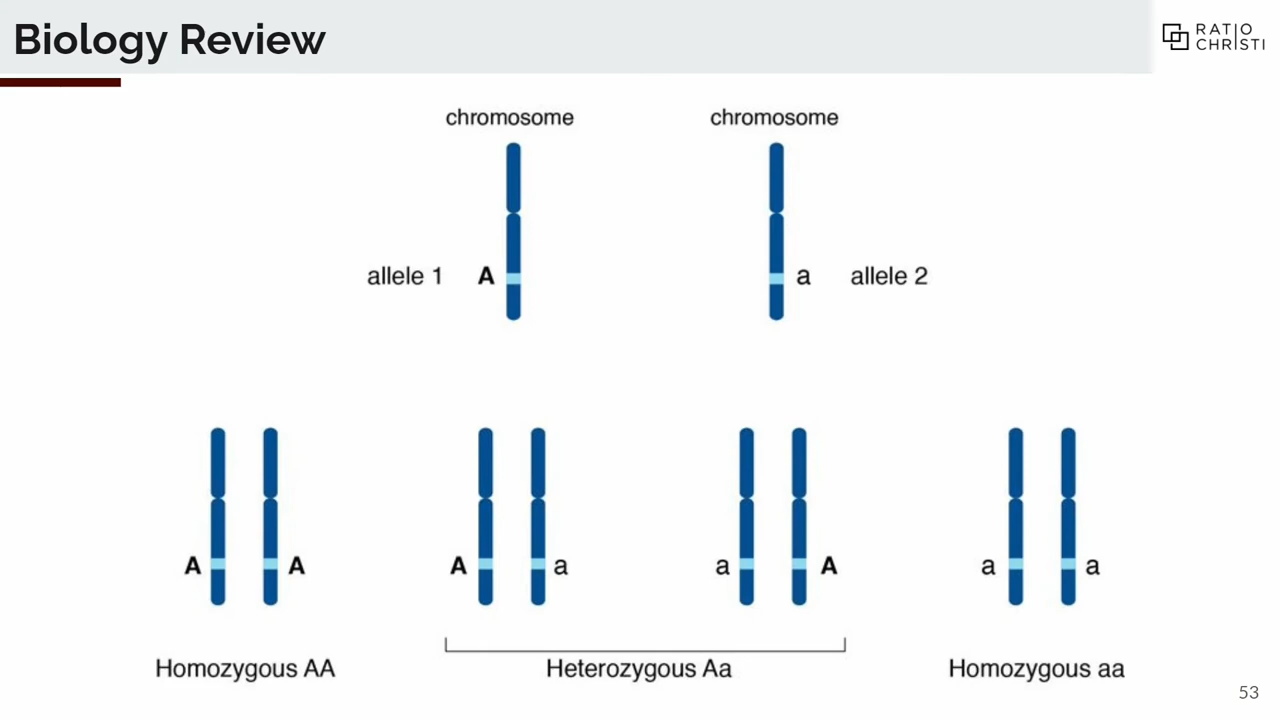 Biology Review
RATIO
CHRISTI
chromosome chromosome
allele 1 A a allele 2
A A A a a A a a
Homozygous AA Heterozygous Aa Homozygous aa
53